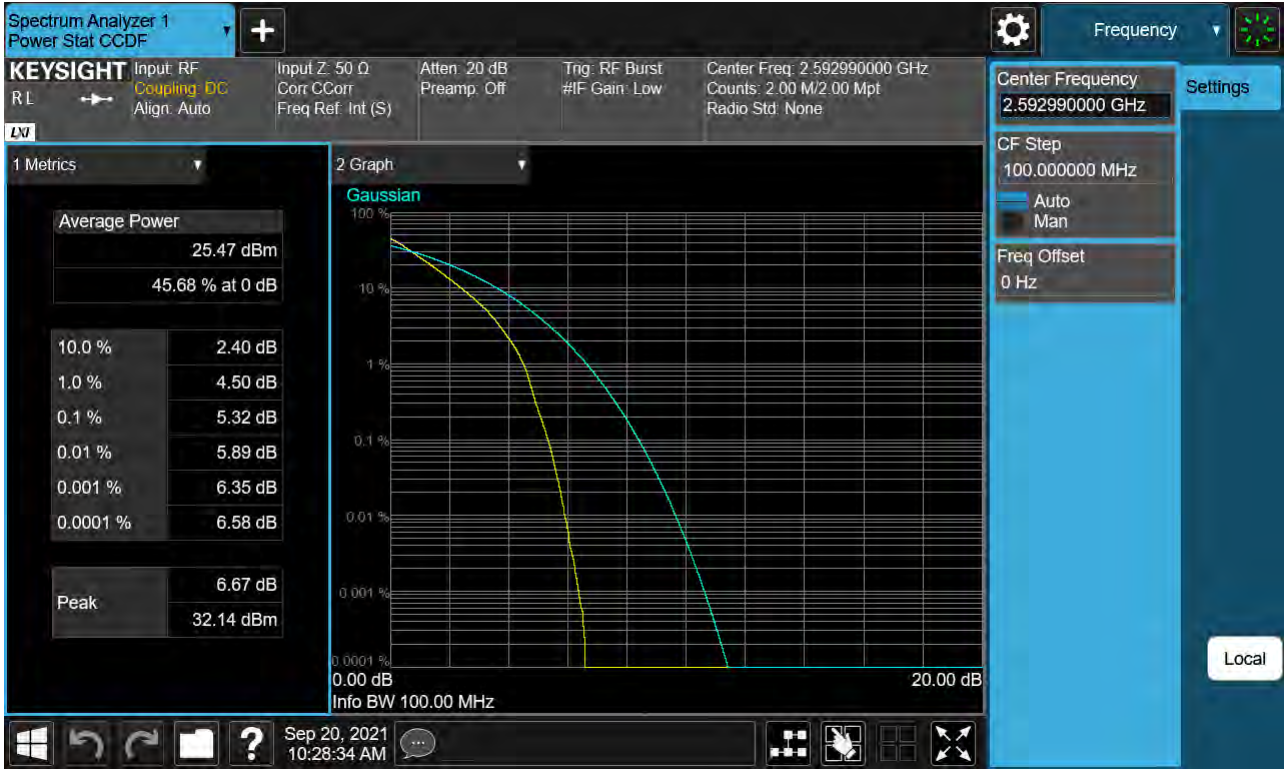 Spectrum Analyzer 1
Power Stat CCDF
Frequency
KEYSIGHT
R L
LXI
Input: RF
Coupling: DC
Align: Auto
Input Z: 50 Ω
Corr CCorr
Freq Ref: Int (S)
Atten: 20 dB
Preamp: Off
Trig: RF Burst
#IF Gain: Low
Center Freq: 2.592990000 GHz
Counts: 2.00 M/2.00 Mpt
Radio Std: None
1 Metrics
Average Power
25.47 dBm
45.68 % at 0 dB
10.0 % 2.40 dB
1.0 % 4.50 dB
0.1 % 5.32 dB
0.01 % 5.89 dB
0.001 % 6.35 dB
0.0001 % 6.58 dB
Peak 6.67 dB
32.14 dBm
2 Graph
Gaussian
100 %
10 %
1 %
0.1 %
0.01 %
0.001 %
0.0001 %
0.00 dB 20.00 dB
Info BW 100.00 MHz
Center Frequency
2.592990000 GHz
CF Step
100.000000 MHz
Auto
Man
Freq Offset
0 Hz
Settings
Local
?
Sep 20, 2021
10:28:34 AM